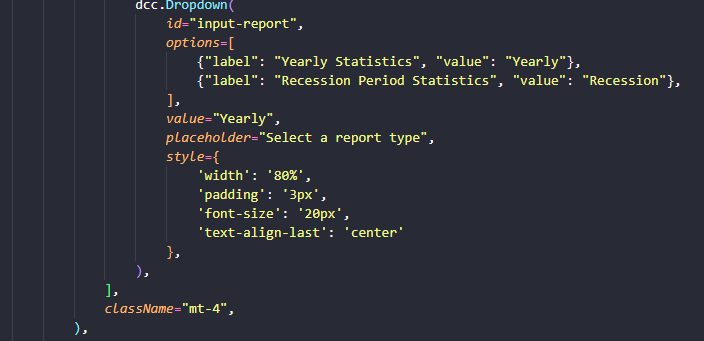 dcc.Dropdown(
id="input-report",
options=[
{"label": "Yearly Statistics", "value": "Yearly"},
{"label": "Recession Period Statistics", "value": "Recession"},
],
value="Yearly",
placeholder="Select a report type",
style={
'width': '80%',
'padding': '3px',
'font-size': '20px',
'text-align-last': 'center'
},
),
],
className="mt-4",
),